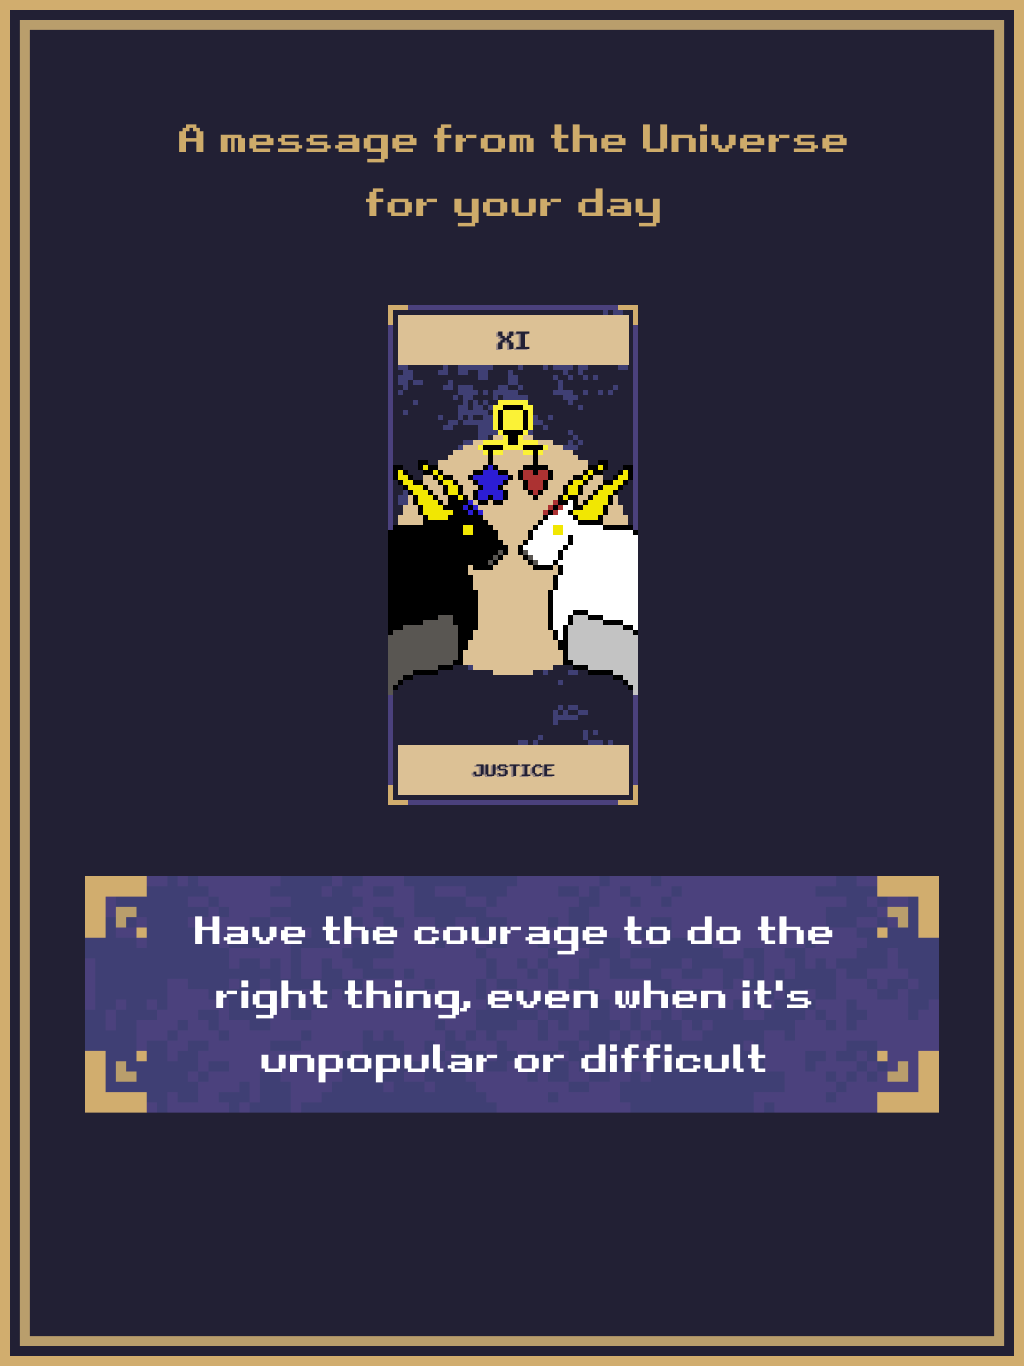 A message from the Universe
for your day
XI
JUSTICE
Have the courage to do the
right thing, even when it's
unpopular or difficult